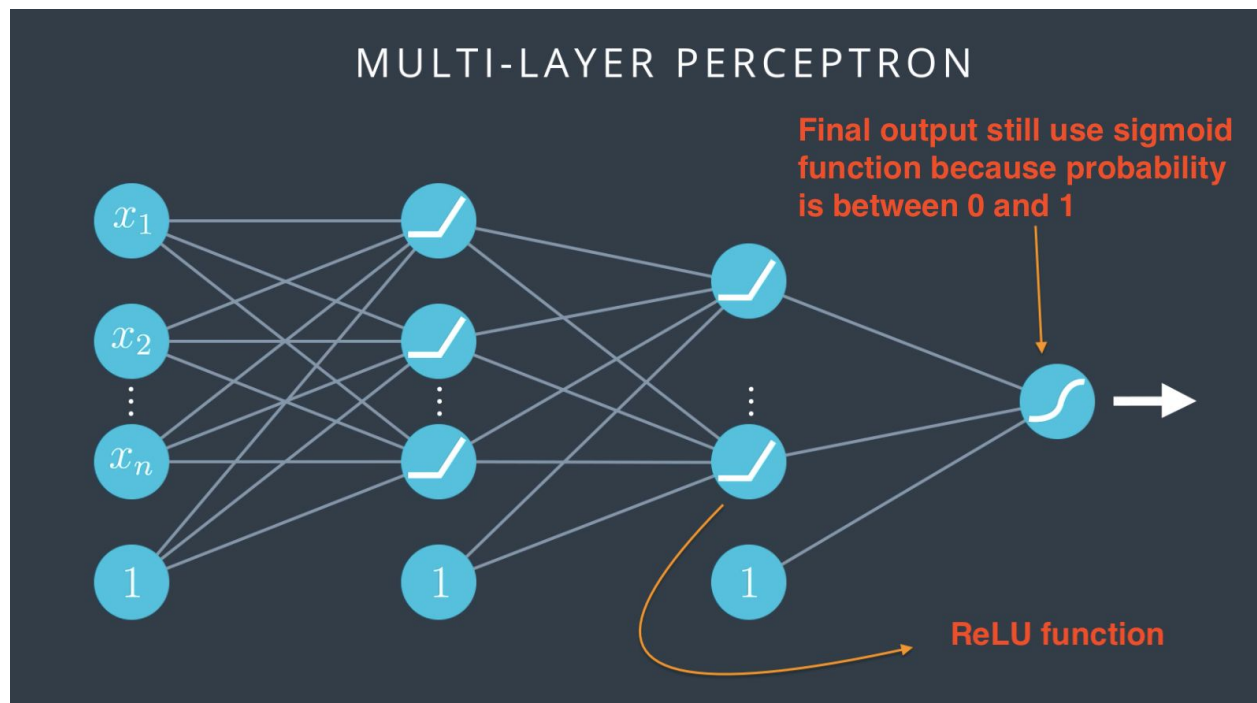 MULTI-LAYER PERCEPTRON
Final output still use sigmoid
function because probability
is between 0 and 1
x₁
x₂
xₙ
1
1
1
ReLU function